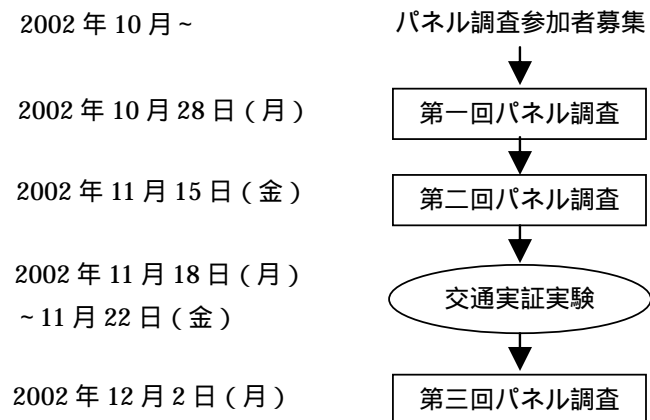 2002 年 10 月~ パネル調査参加者募集
2002 年 10 月 28 日 ( 月 ) 第一回パネル調査
2002 年 11 月 15 日 ( 金 ) 第二回パネル調査
2002 年 11 月 18 日 ( 月 )
~ 11 月 22 日 ( 金 )
交通実証実験
2002 年 12 月 2 日 ( 月 ) 第三回パネル調査